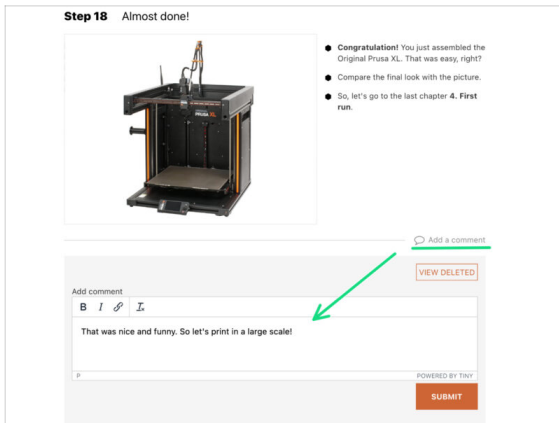 Step 18 Almost done!
PRUSA XL
Congratulation! You just assembled the
Original Prusa XL. That was easy, right?
Compare the final look with the picture.
So, let's go to the last chapter 4. First
run.
Add a comment
VIEW DELETED
Add comment
B I
That was nice and funny. So let's print in a large scale!
P
POWERED BY TINY
SUBMIT